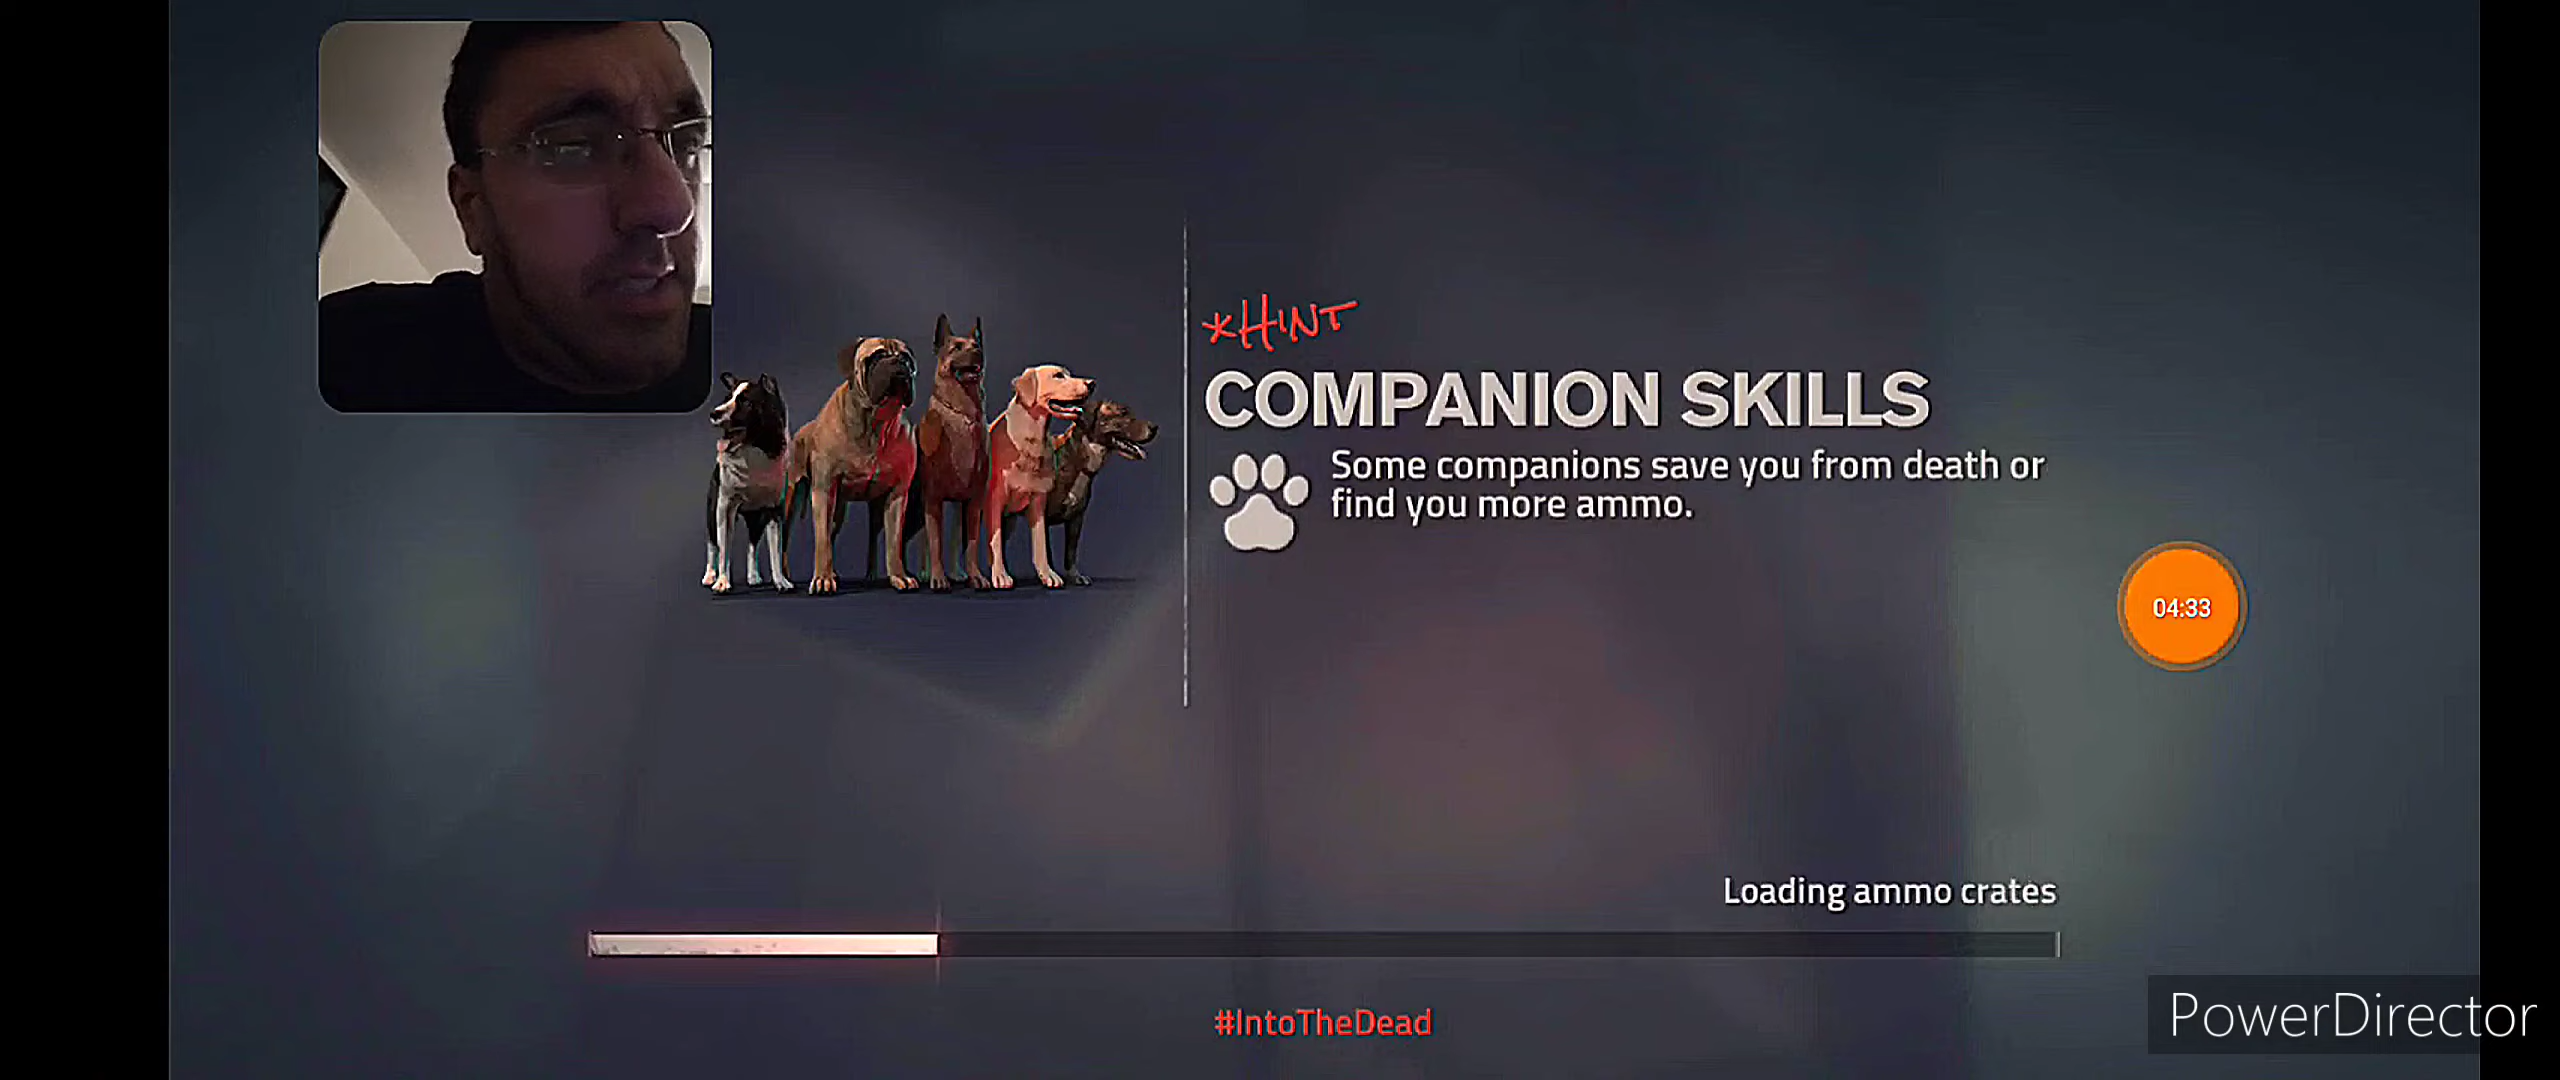 *HINT
COMPANION SKILLS
Some companions save you from death or
find you more ammo.
04:33
Loading ammo crates
#IntoTheDead
PowerDirector